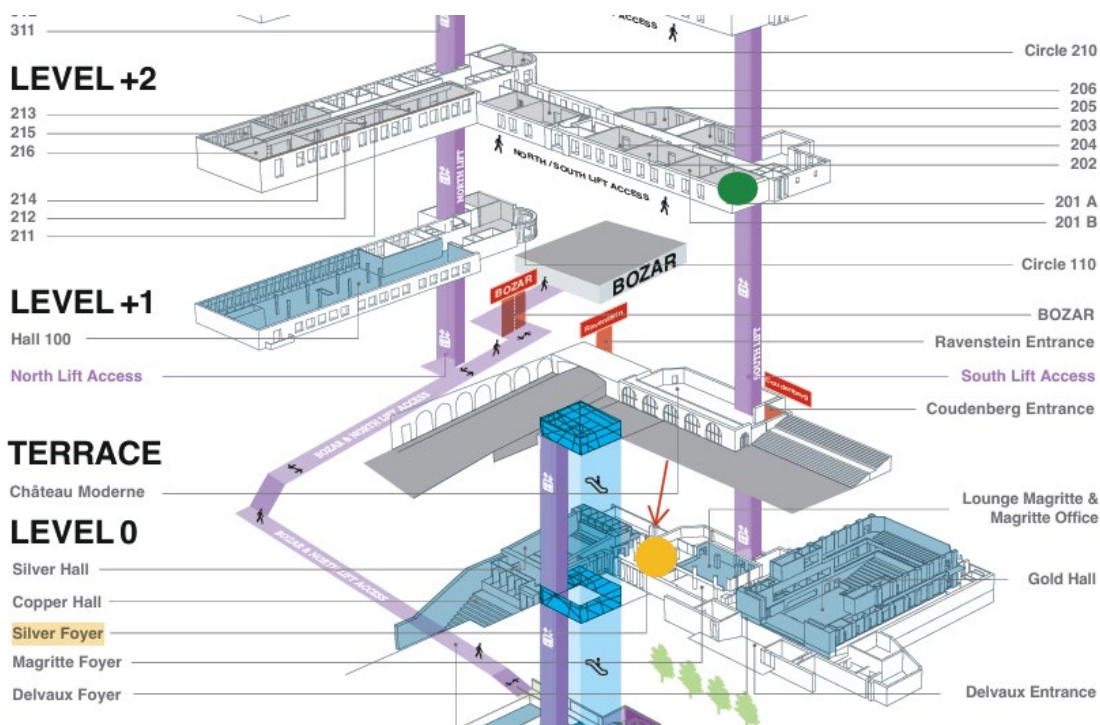 311
Circle 210
LEVEL +2
206
205
213
203
215
204
216
202
NORTH LIFT
NORTH / SOUTH LIFT ACCESS
214
201 A
212
201 B
211
Circle 110
BOZAR
BOZAR
LEVEL +1
BOZAR
Ravenstein
Hall 100
Ravenstein Entrance
SOUTH LIFT
North Lift Access
South Lift Access
Coudenberg
Coudenberg Entrance
BOZAR & NORTH LIFT ACCESS
TERRACE
Château Moderne
Lounge Magritte &
Magritte Office
LEVEL 0
BOZAR & NORTH LIFT ACCESS
Silver Hall
Gold Hall
Copper Hall
Silver Foyer
Magritte Foyer
Delvaux Foyer
Delvaux Entrance